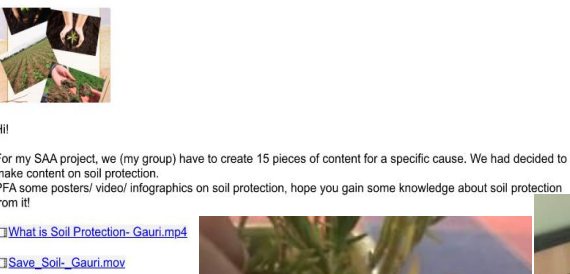 Hi!
For my SAA project, we (my group) have to create 15 pieces of content for a specific cause. We had decided to
make content on soil protection.
PFA some posters/ video/ infographics on soil protection, hope you gain some knowledge about soil protection
from it!
What is Soil Protection- Gauri.mp4
Save_Soil-_Gauri.mov